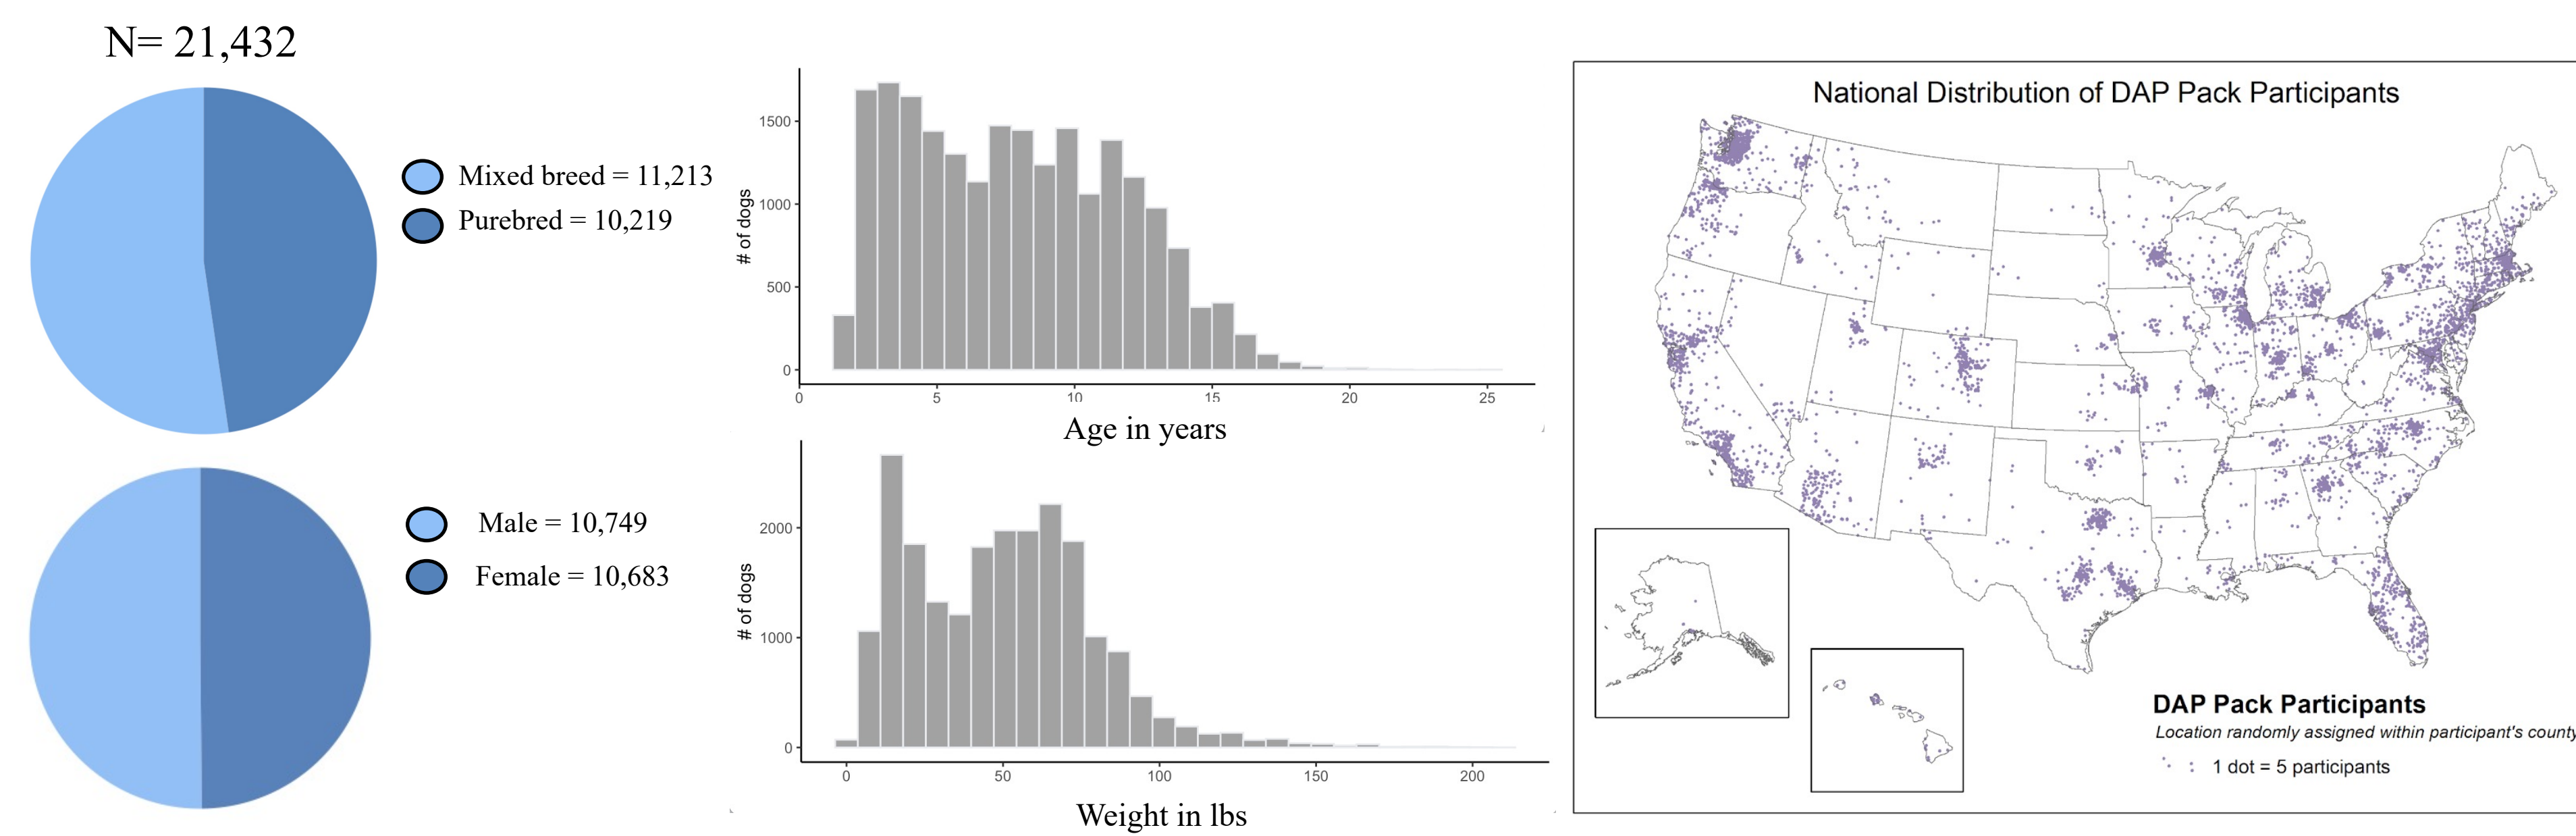 N= 21,432
Mixed breed = 11,213
Purebred = 10,219
Male = 10,749
Female = 10,683
# of dogs
1500
1000
500
0
0 5 10 15 20 25
Age in years
# of dogs
2000
1000
0
0 50 100 150 200
Weight in lbs
National Distribution of DAP Pack Participants
DAP Pack Participants
Location randomly assigned within participant's county
1 dot = 5 participants